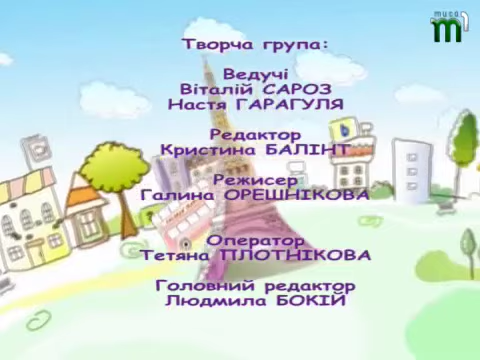 Творча група:
Ведучі
Віталій САРОЗ
Настя ГАРАГУЛЯ
Редактор
Кристина БАЛІНТ
Режисер
Галина ОРЕШНІКОВА
Оператор
Тетяна ПЛОТНІКОВА
Головний редактор
Людмила БОКІЙ